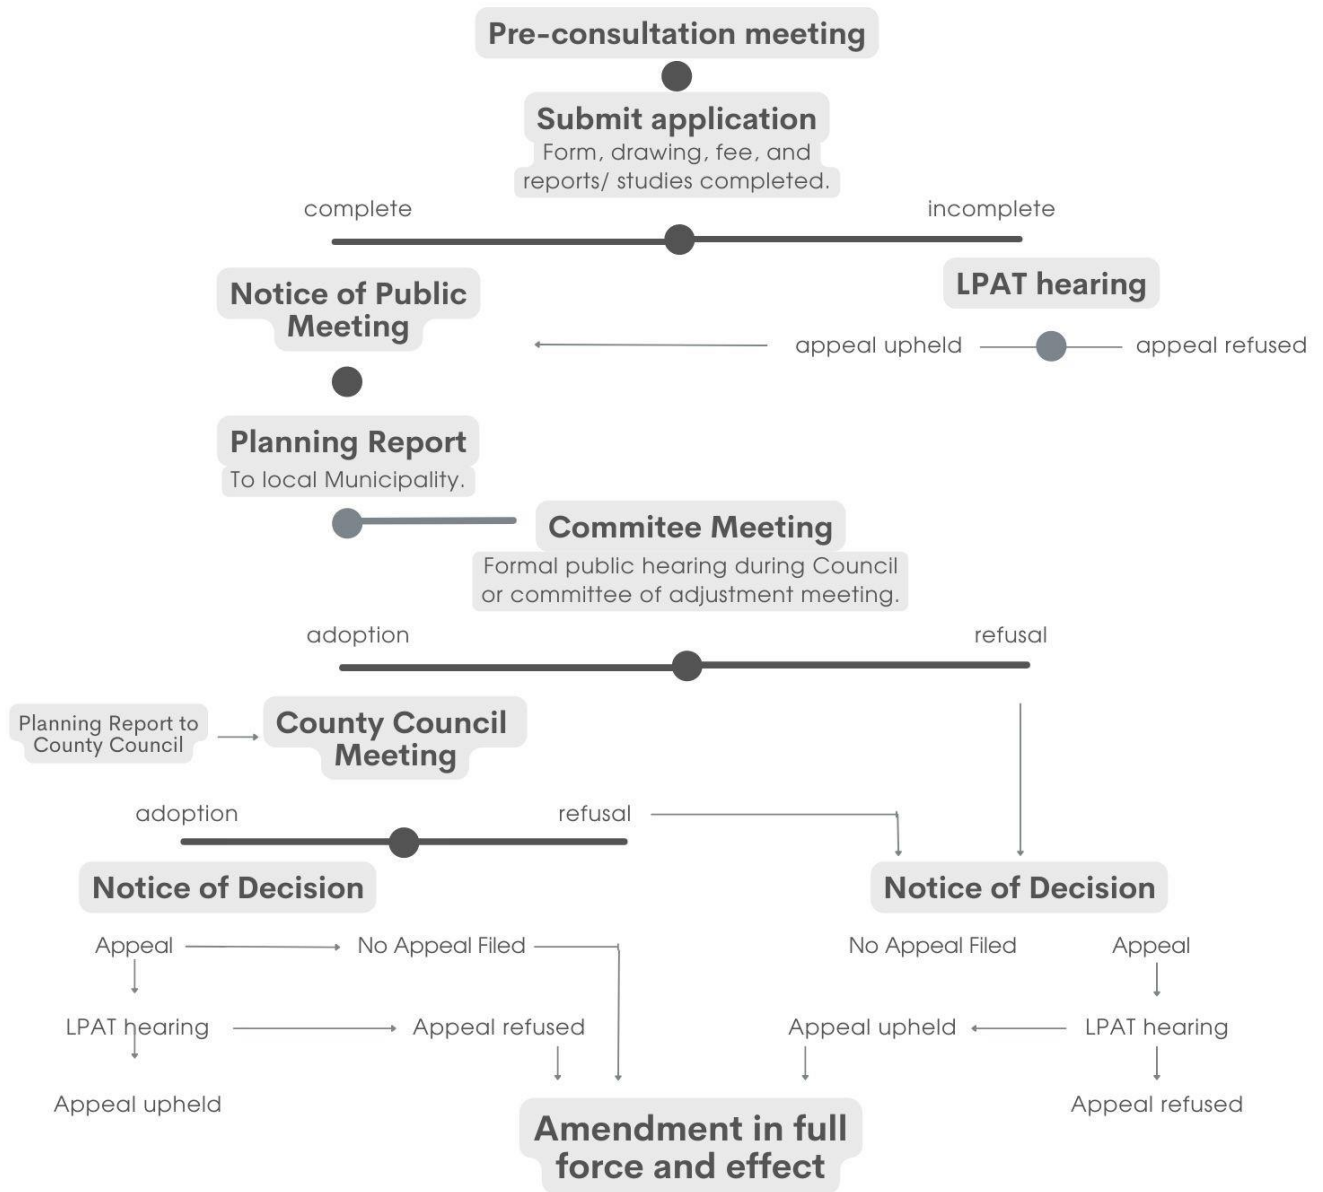 Pre-consultation meeting
Submit application
Form, drawing, fee, and
reports/ studies completed.
complete
incomplete
Notice of Public
Meeting
LPAT hearing
appeal upheld
appeal refused
Planning Report
To local Municipality.
Commitee Meeting
Formal public hearing during Council
or committee of adjustment meeting.
adoption
refusal
Planning Report to
County Council
County Council
Meeting
adoption
refusal
Notice of Decision
Notice of Decision
Appeal
No Appeal Filed
No Appeal Filed
Appeal
LPAT hearing
Appeal refused
Appeal upheld
LPAT hearing
Appeal upheld
Appeal refused
Amendment in full
force and effect